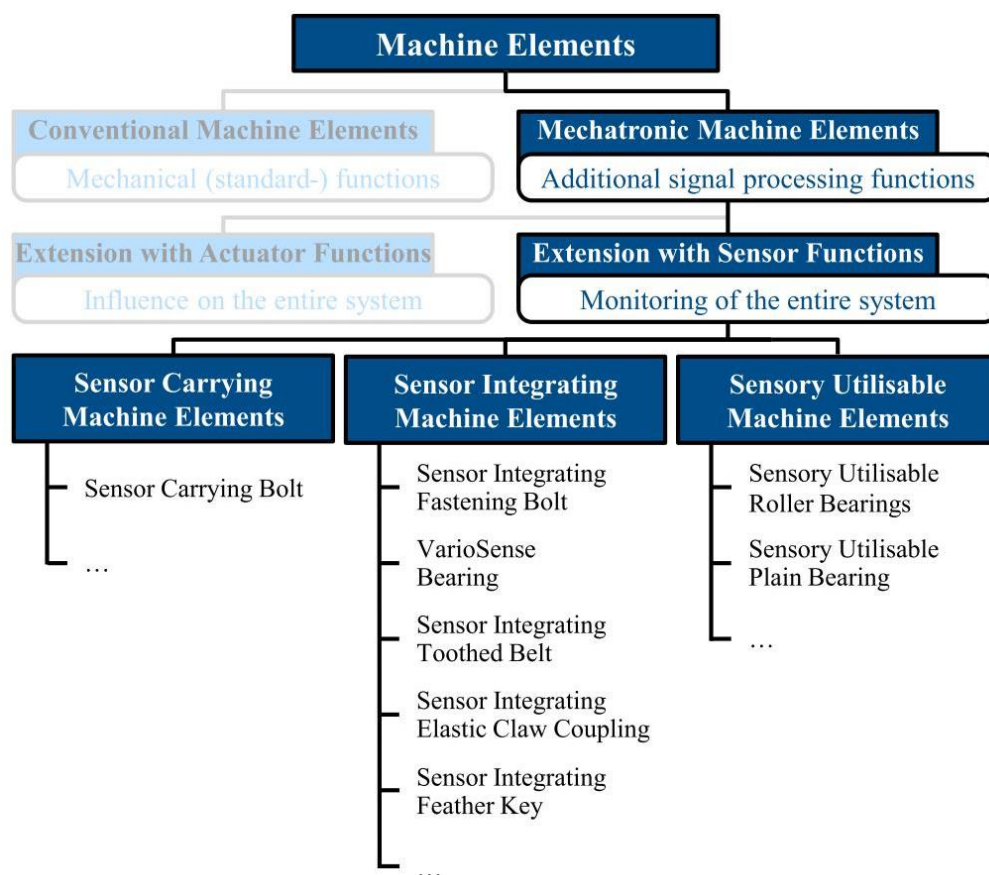 Machine Elements
Conventional Machine Elements
Mechanical (standard-) functions
Mechatronic Machine Elements
Additional signal processing functions
Extension with Actuator Functions
Influence on the entire system
Extension with Sensor Functions
Monitoring of the entire system
Sensor Carrying
Machine Elements
Sensor Carrying Bolt
…
Sensor Integrating
Machine Elements
Sensor Integrating
Fastening Bolt
VarioSense
Bearing
Sensor Integrating
Toothed Belt
Sensor Integrating
Elastic Claw Coupling
Sensor Integrating
Feather Key
…
Sensory Utilisable
Machine Elements
Sensory Utilisable
Roller Bearings
Sensory Utilisable
Plain Bearing
…